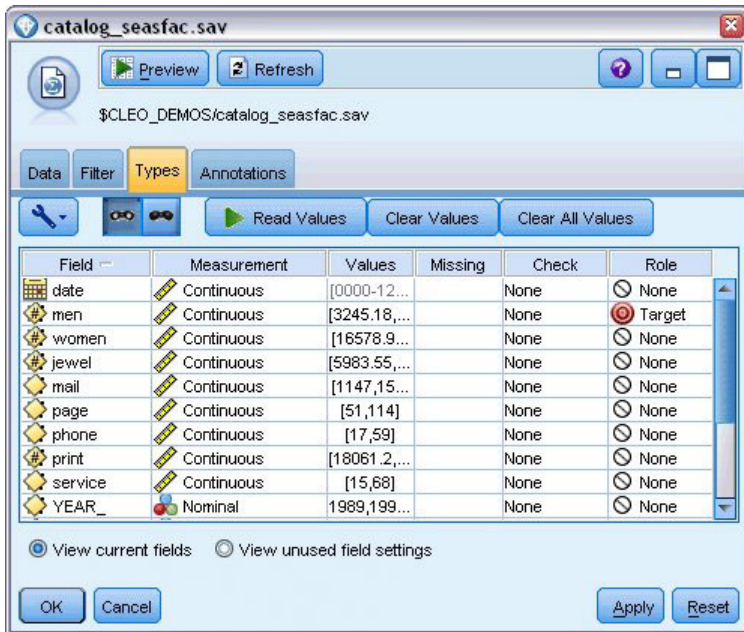 catalog_seasfac.sav
Preview Refresh
$CLEO_DEMOS/catalog_seasfac.sav
Data Filter Types Annotations
Read Values Clear Values Clear All Values
Field Measurement Values Missing Check Role
date Continuous [0000-12... None None
men Continuous [3245.18,... None Target
women Continuous [16578.9... None None
jewel Continuous [5983.55,... None None
mail Continuous [1147,15... None None
page Continuous [51,114] None None
phone Continuous [17,59] None None
print Continuous [18061.2,... None None
service Continuous [15,68] None None
YEAR_ Nominal 1989,199... None None
View current fields View unused field settings
OK Cancel Apply Reset